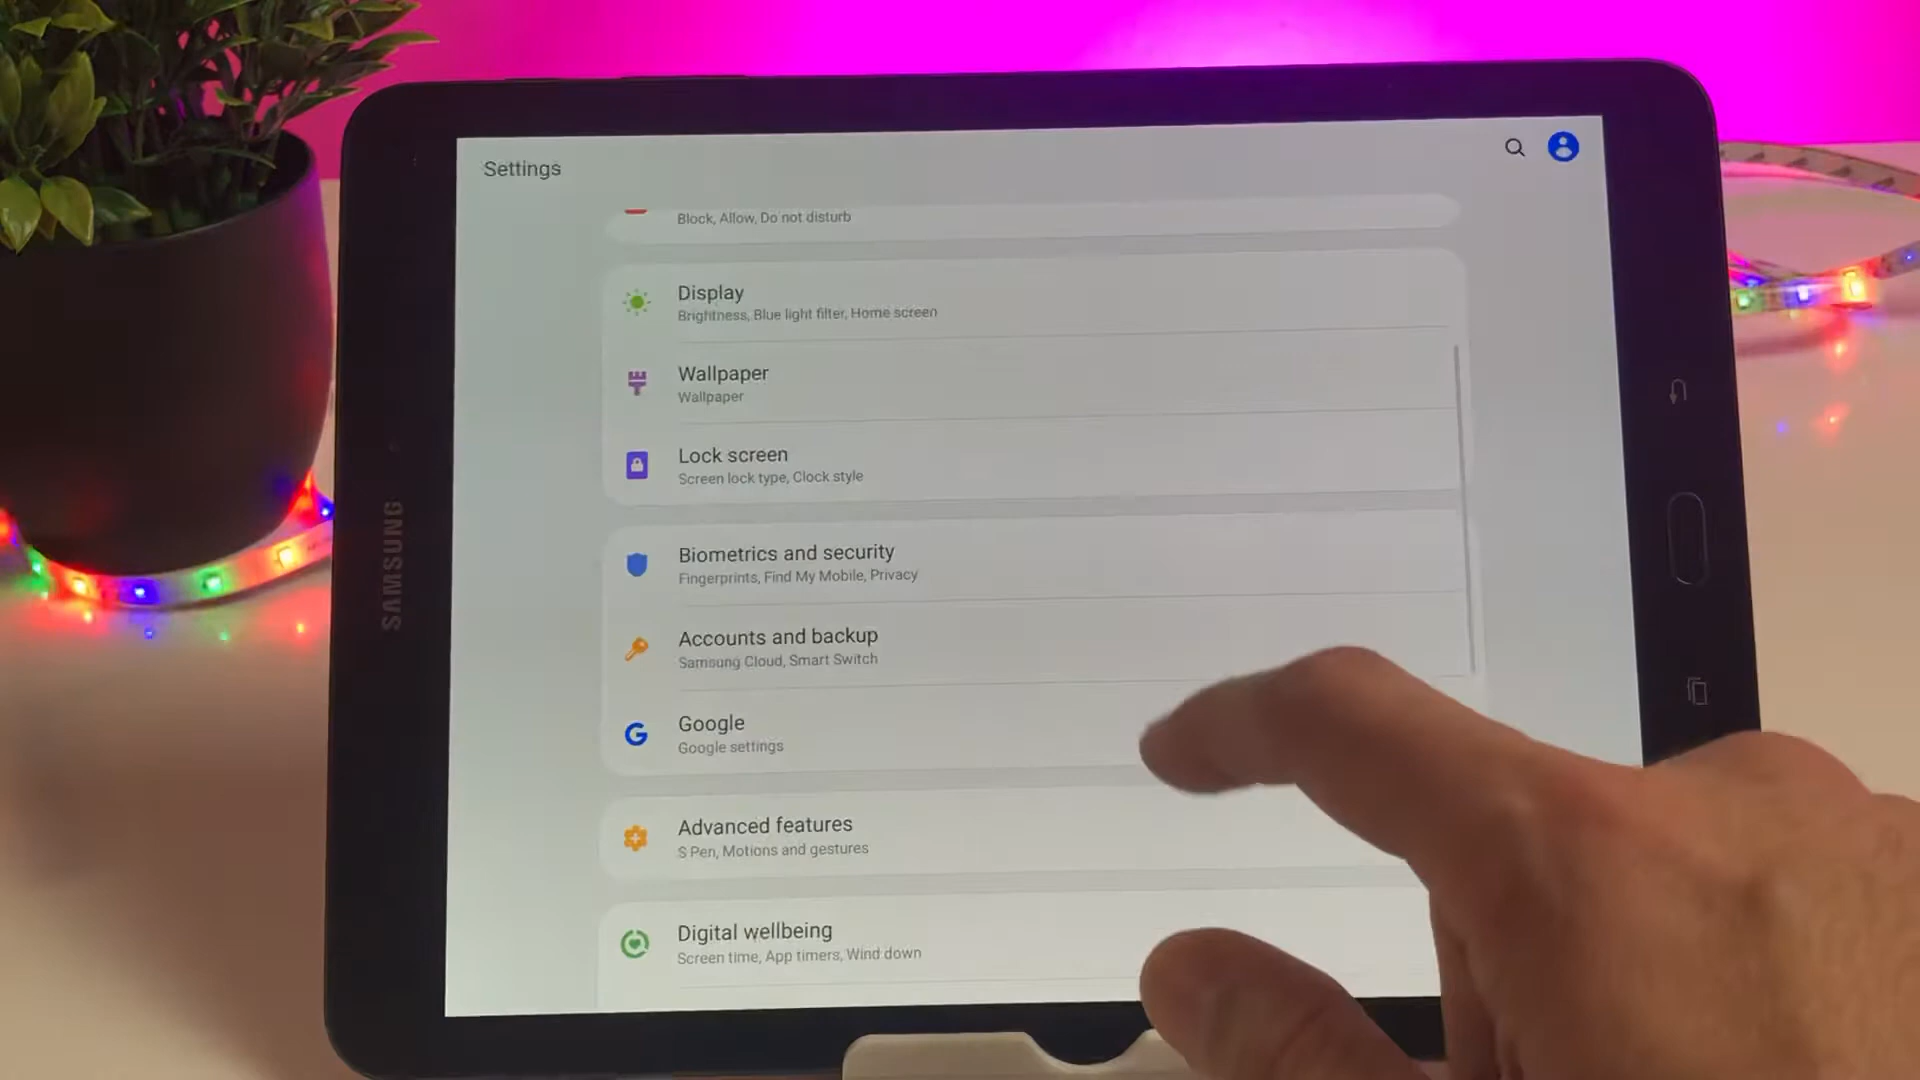 Settings
Block, Allow, Do not disturb
Display
Brightness, Blue light filter, Home screen
Wallpaper
Wallpaper
Lock screen
Screen lock type, Clock style
Biometrics and security
Fingerprints, Find My Mobile, Privacy
Accounts and backup
Samsung Cloud, Smart Switch
Google
Google settings
Advanced features
S Pen, Motions and gestures
Digital wellbeing
Screen time, App timers, Wind down
SAMSUNG